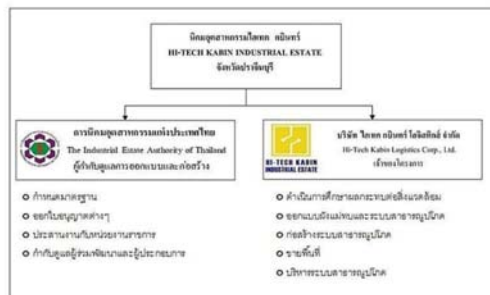 นิคมอุตสาหกรรมไฮเทค กบินทร์
HI-TECH KABIN INDUSTRIAL ESTATE
จังหวัดปราจีนบุรี
การนิคมอุตสาหกรรมแห่งประเทศไทย
The Industrial Estate Authority of Thailand
ผู้กำกับดูแลการออกแบบและก่อสร้าง
กำหนดมาตรฐาน
ออกใบอนุญาตต่างๆ
ประสานงานกับหน่วยงานราชการ
กำกับดูแลผู้ร่วมพัฒนาและผู้ประกอบการ
HI-TECH KABIN
INDUSTRIAL ESTATE
บริษัท ไฮเทค กบินทร์ โลจิสติกส์ จำกัด
Hi-Tech Kabin Logistics Corp., Ltd.
เจ้าของโครงการ
ดำเนินการศึกษาผลกระทบต่อสิ่งแวดล้อม
ออกแบบผังแม่บทและระบบสาธารณูปโภค
ก่อสร้างระบบสาธารณูปโภค
ขายพื้นที่
บริหารระบบสาธารณูปโภค